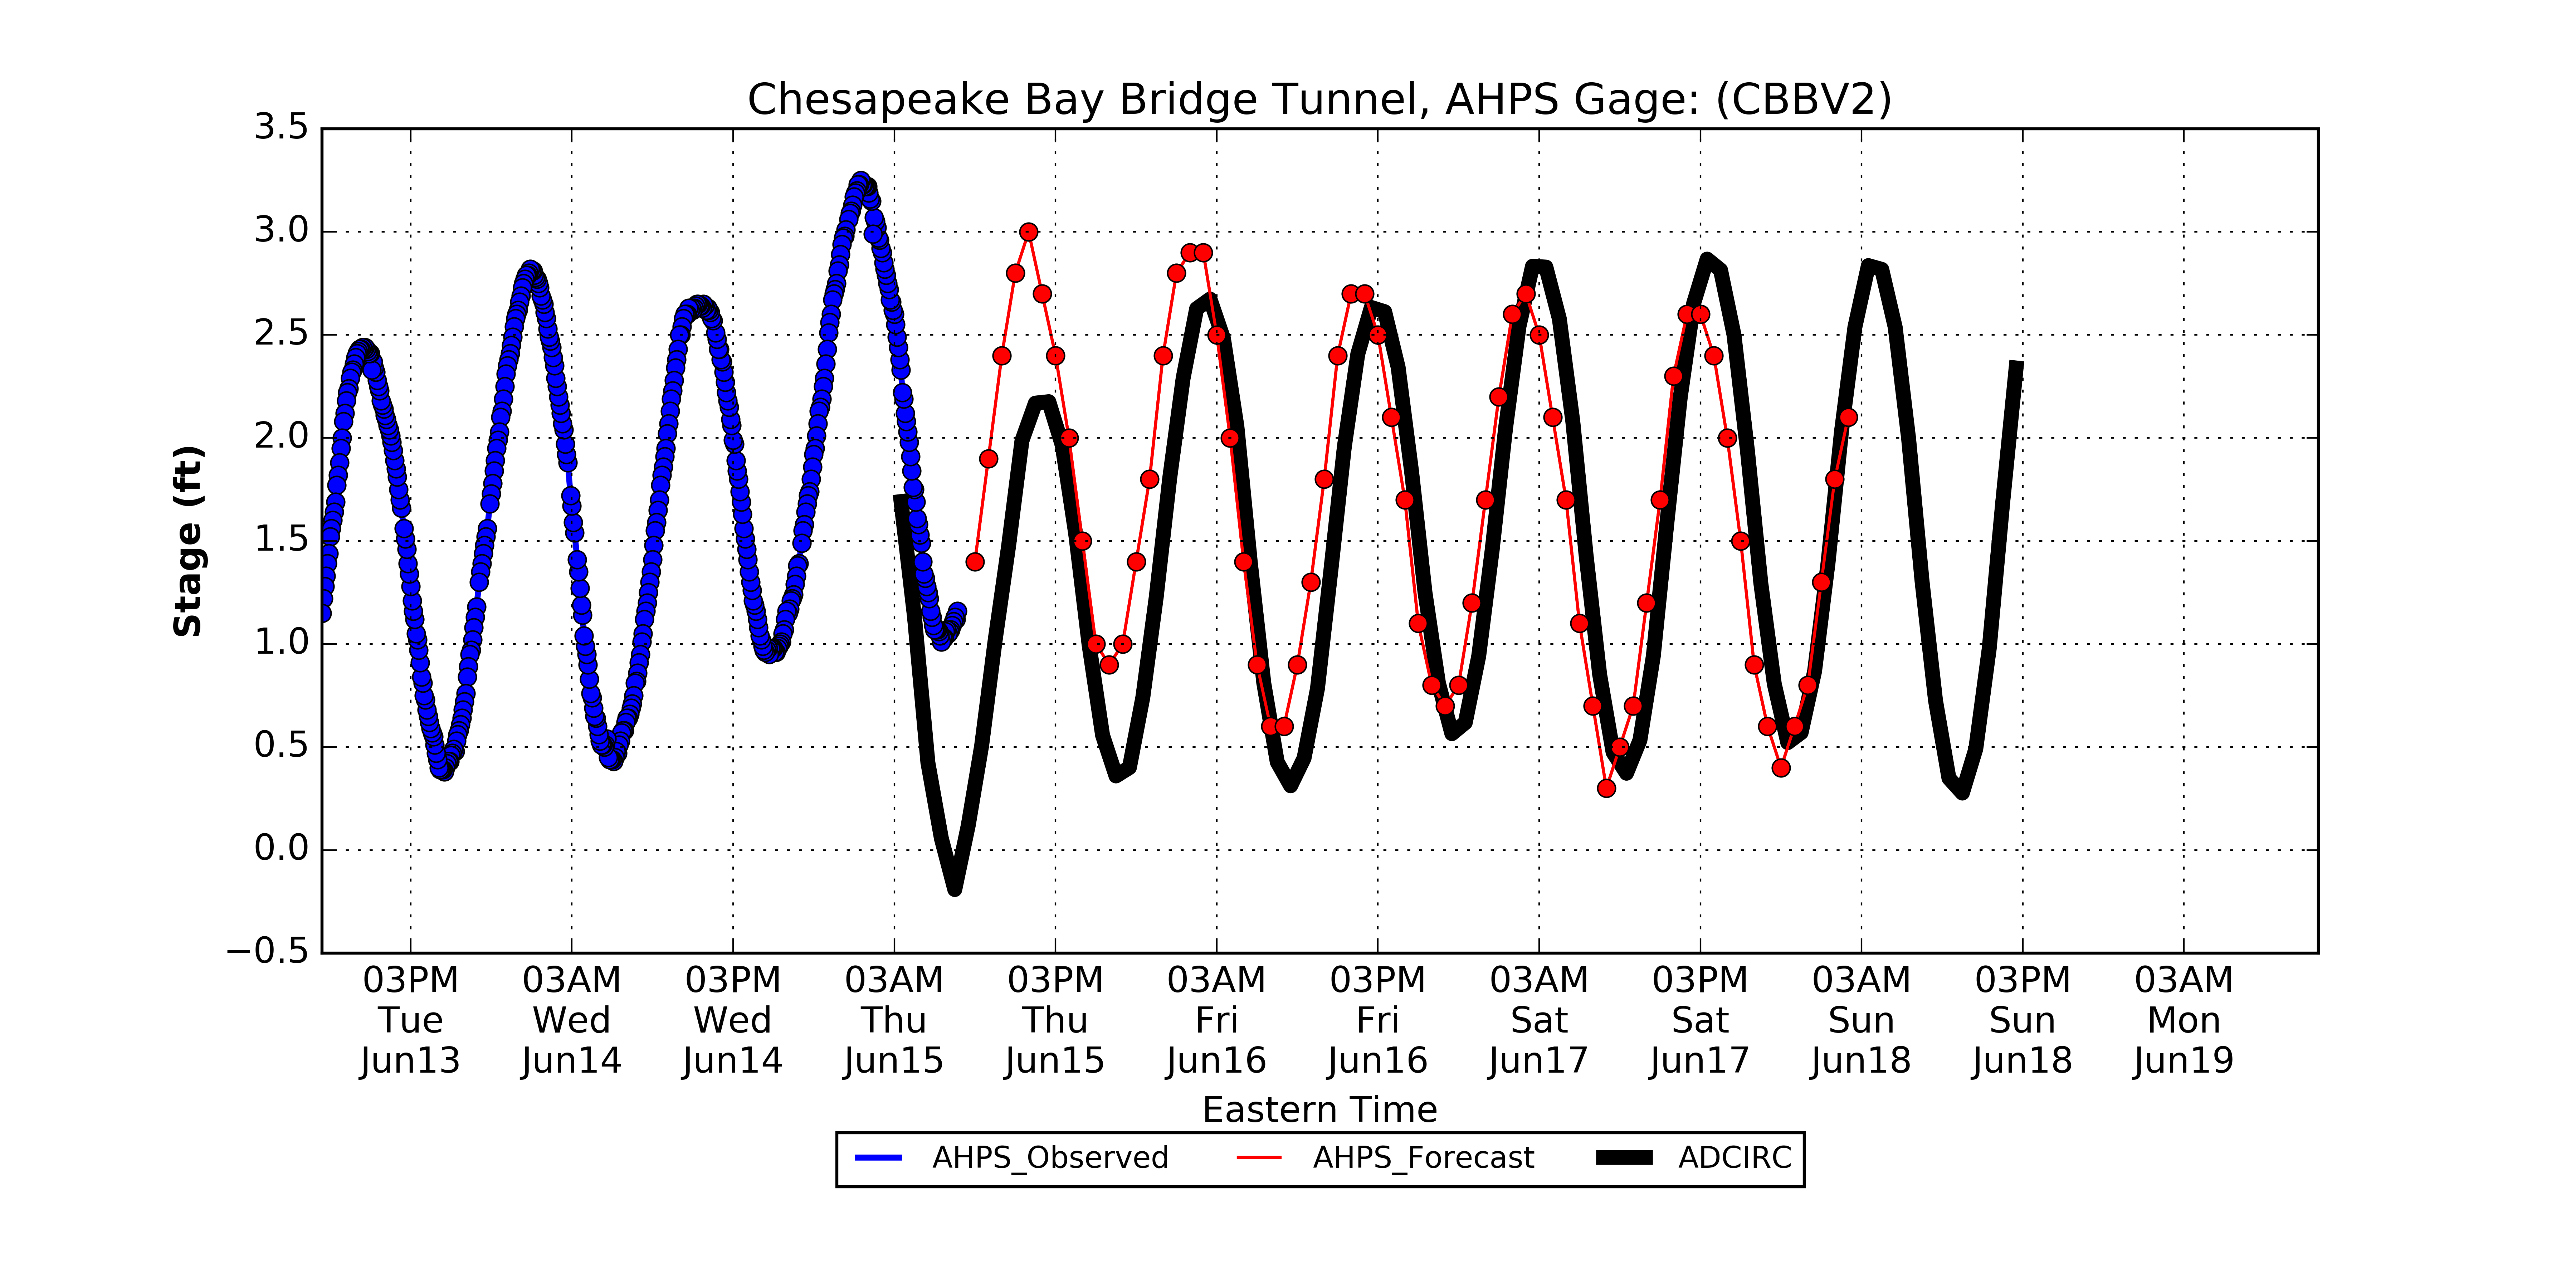 Chesapeake Bay Bridge Tunnel, AHPS Gage: (CBBV2)
3.5
3.0
2.5
2.0
1.5
1.0
0.5
0.0
−0.5
Stage (ft)
03PM 03AM 03PM 03AM 03PM 03AM 03PM 03AM 03PM 03AM 03PM 03AM
Tue Wed Wed Thu Thu Fri Fri Sat Sat Sun Sun Mon
Jun13 Jun14 Jun14 Jun15 Jun15 Jun16 Jun16 Jun17 Jun17 Jun18 Jun18 Jun19
Eastern Time
AHPS_Observed AHPS_Forecast ADCIRC